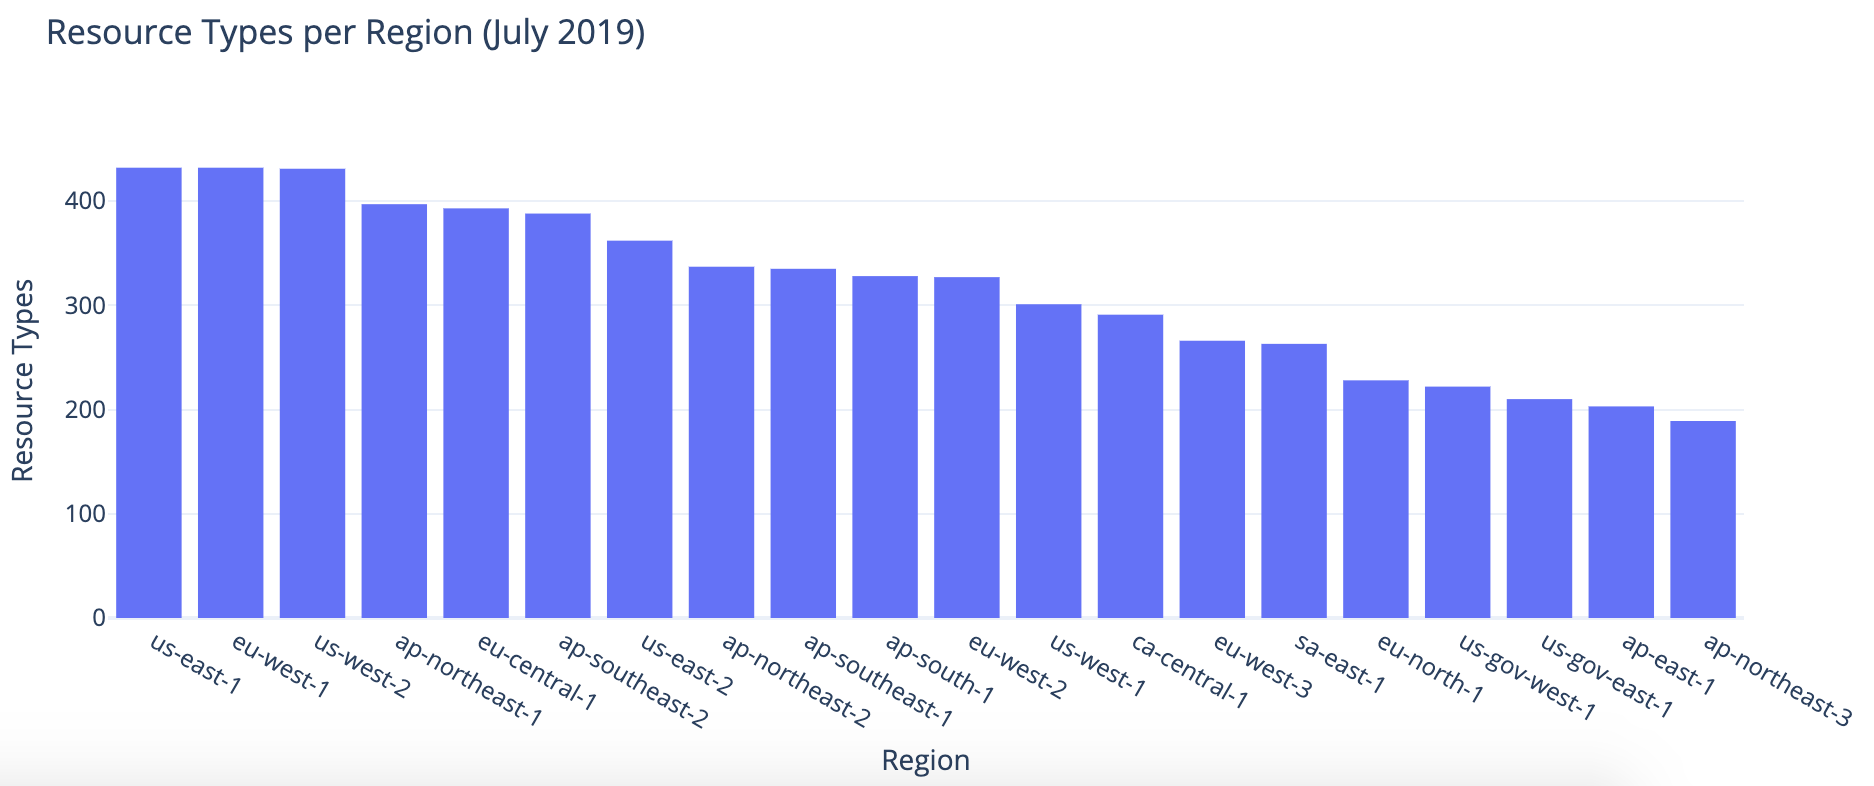 Resource Types per Region (July 2019)
Resource Types
400
300
200
100
0
us-east-1
eu-west-1
us-west-2
ap-northeast-1
eu-central-1
ap-southeast-2
us-east-2
ap-northeast-2
ap-southeast-1
ap-south-1
eu-west-2
us-west-1
ca-central-1
eu-west-3
sa-east-1
eu-north-1
us-gov-west-1
us-gov-east-1
ap-east-1
ap-northeast-3
Region